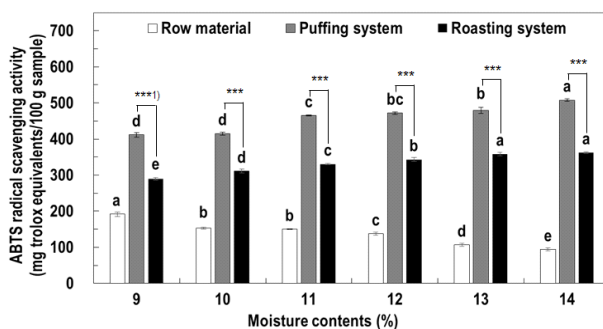 700
Row material Puffing system Roasting system
600
*** *** *** *** *** ***1)
500
a
c bc b
d d
400
a a
b
c
d
300
e
200
a
b b
c
d
e
100
0
9 10 11 12 13 14
Moisture contents (%)
ABTS radical scavenging activity
(mg trolox equivalents/100 g sample)